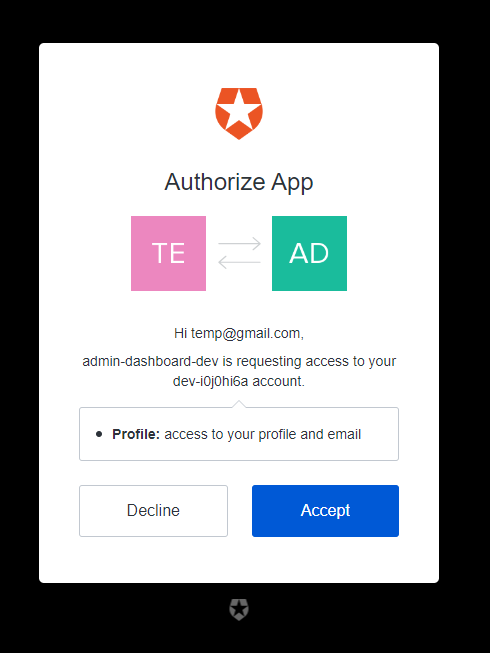 Authorize App
TE
AD
Hi temp@gmail.com,
admin-dashboard-dev is requesting access to your
dev-i0j0hi6a account.
Profile: access to your profile and email
Decline
Accept